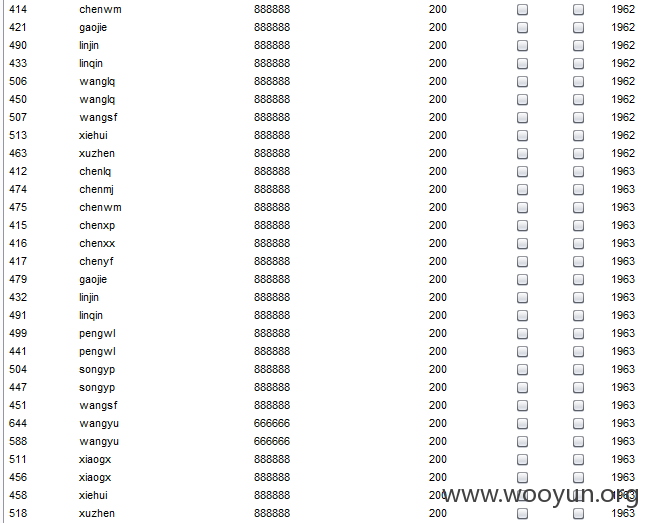 414 chenwm 888888 200 1962
421 gaojie 888888 200 1962
490 linjin 888888 200 1962
433 linqin 888888 200 1962
506 wanglq 888888 200 1962
450 wanglq 888888 200 1962
507 wangsf 888888 200 1962
513 xiehui 888888 200 1962
463 xuzhen 888888 200 1962
412 chenlq 888888 200 1963
474 chenmj 888888 200 1963
475 chenwm 888888 200 1963
415 chenxp 888888 200 1963
416 chenxx 888888 200 1963
417 chenyf 888888 200 1963
479 gaojie 888888 200 1963
432 linjin 888888 200 1963
491 linqin 888888 200 1963
499 pengwl 888888 200 1963
441 pengwl 888888 200 1963
504 songyp 888888 200 1963
447 songyp 888888 200 1963
451 wangsf 888888 200 1963
644 wangyu 666666 200 1963
588 wangyu 666666 200 1963
511 xiaogx 888888 200 1963
456 xiaogx 888888 200 1963
458 xiehui 888888 200 1963
518 xuzhen 888888 200 1963
www.wooyun.org